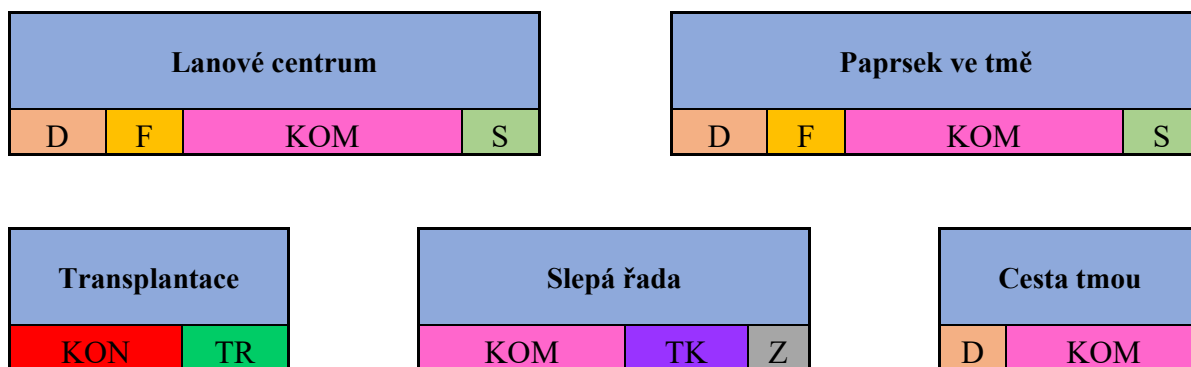 Lanové centrum
D F KOM S
Paprsek ve tmě
D F KOM S
Transplantace
KON TR
Slepá řada
KOM TK Z
Cesta tmou
D KOM